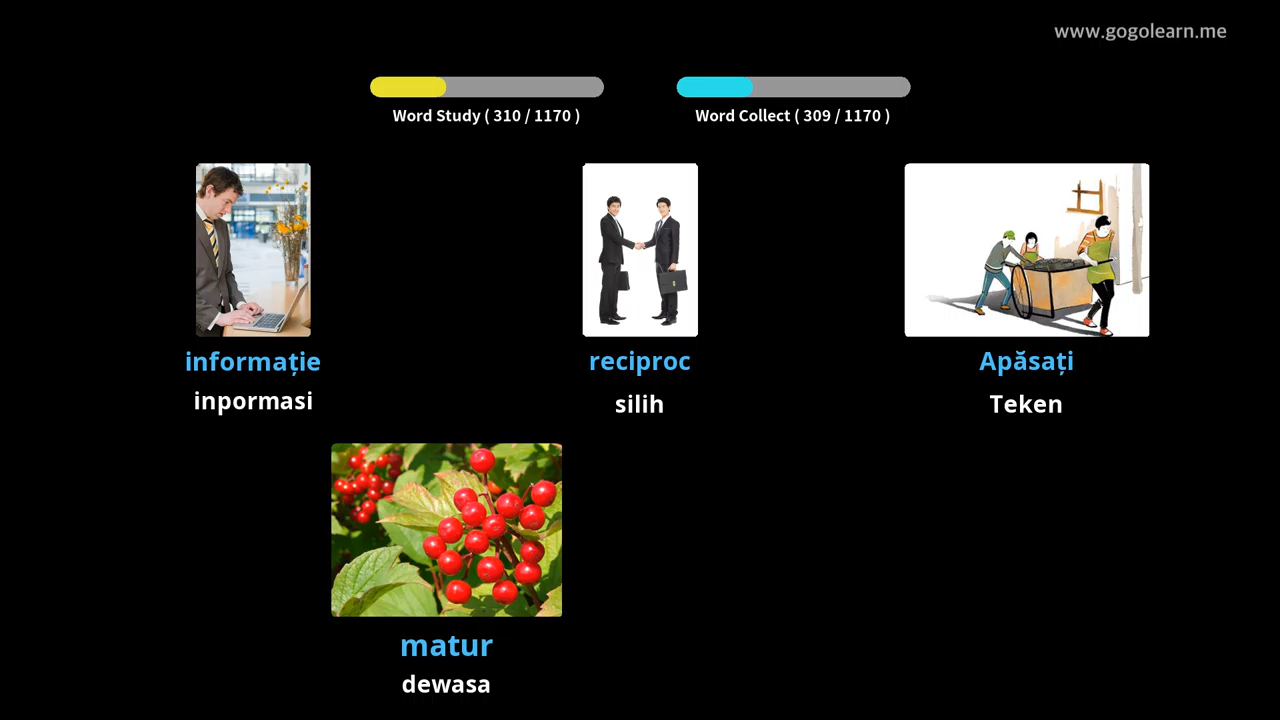 www.gogolearn.me
Word Study ( 310 / 1170 )
Word Collect ( 309 / 1170 )
informație
inpormasi
reciproc
silih
Apăsați
Teken
matur
dewasa